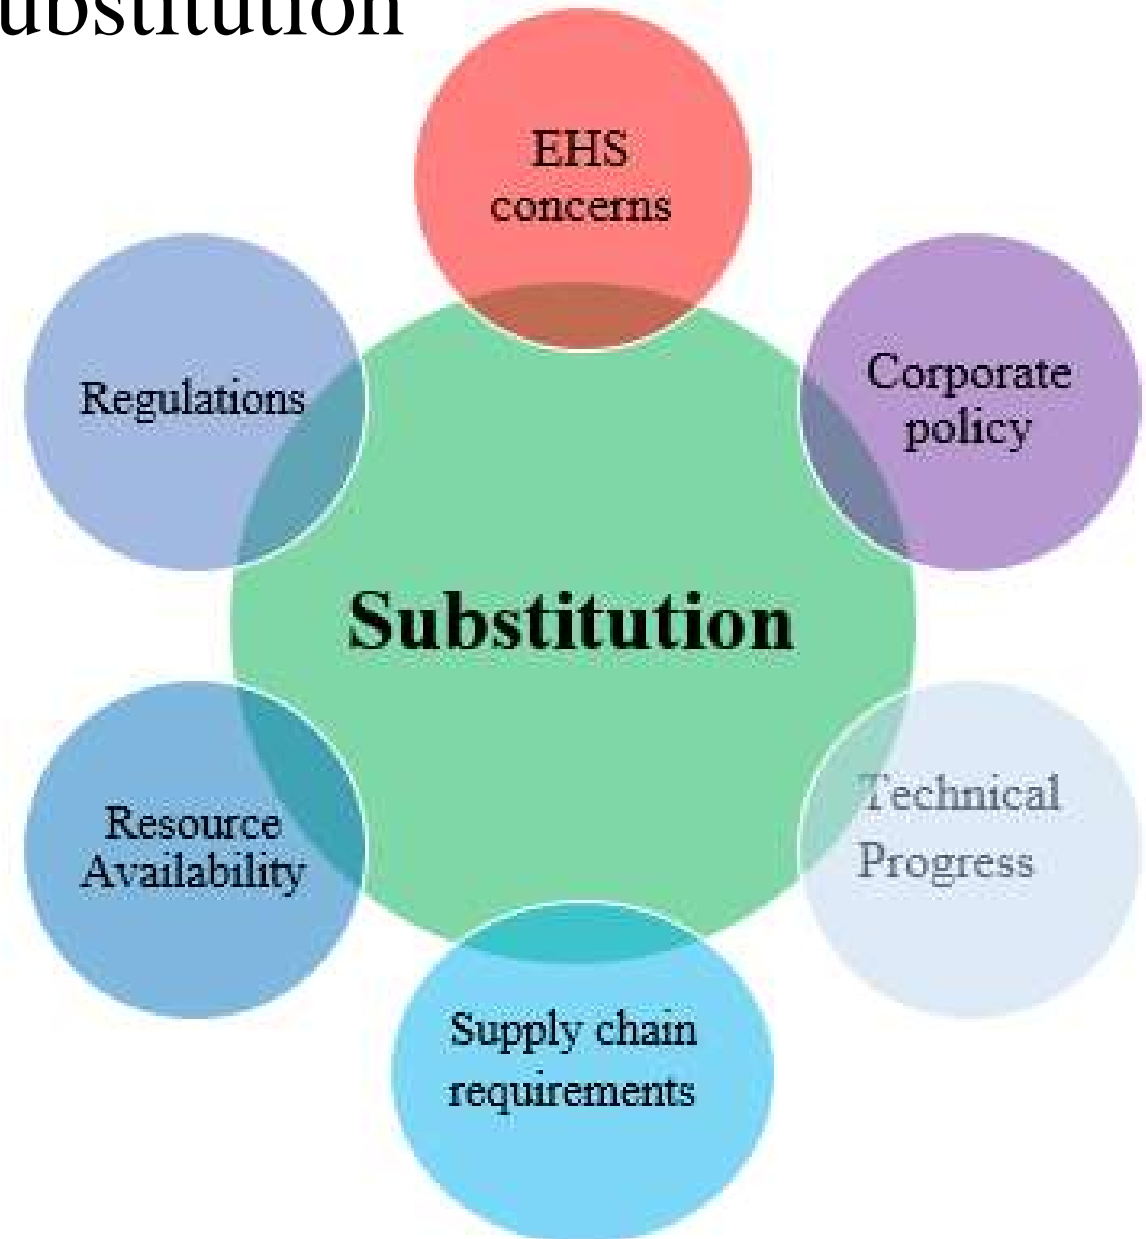 ubstitution
EHS
concerns
Regulations
Corporate
policy
Substitution
Resource
Availability
Technical
Progress
Supply chain
requirements